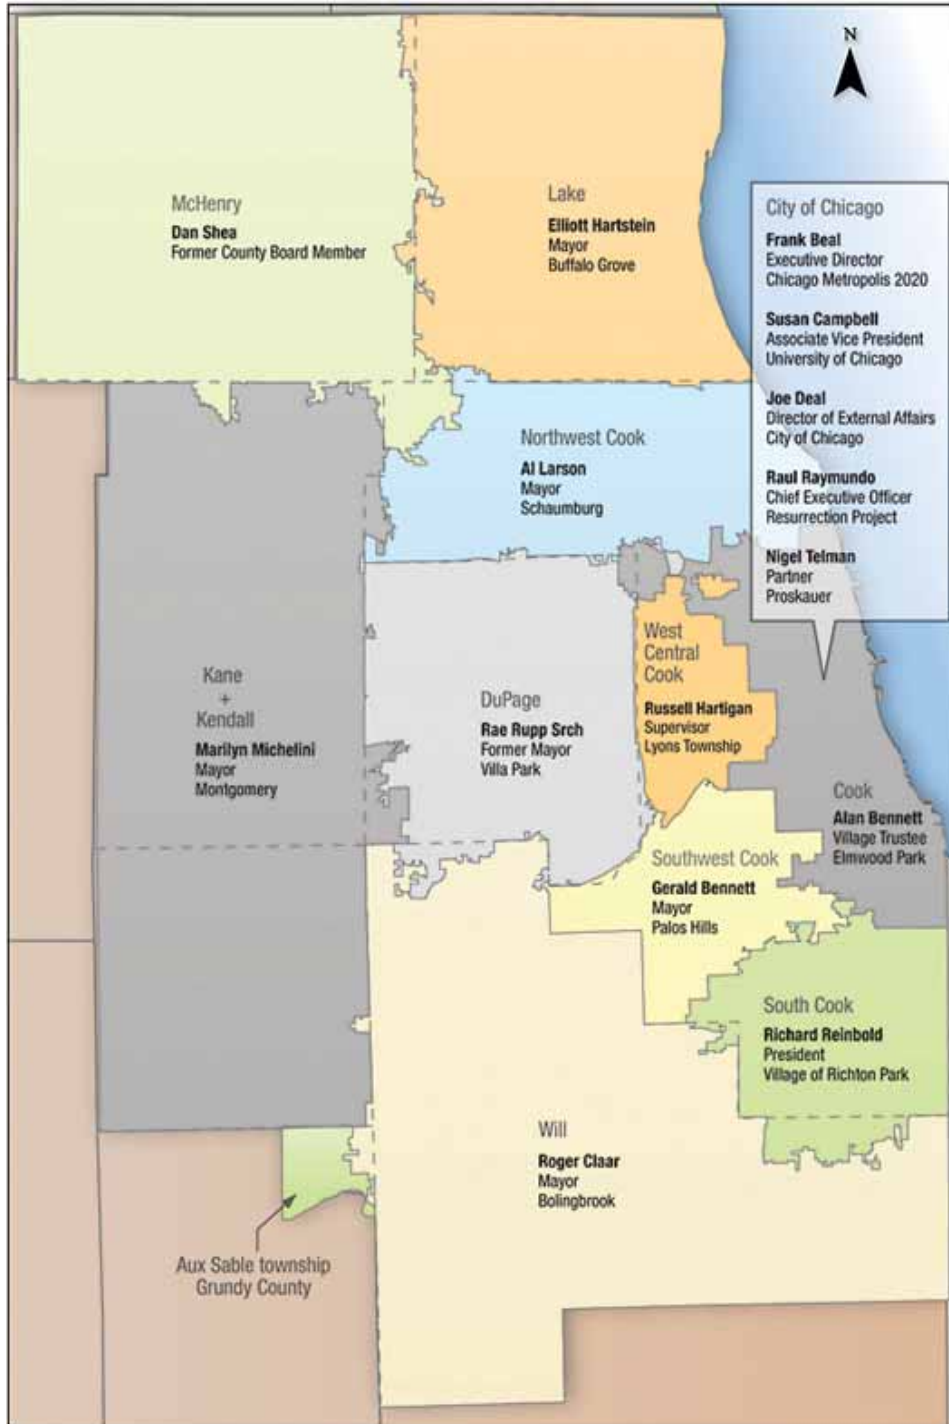 N
McHenry
Dan Shea
Former County Board Member
Lake
Elliott Hartstein
Mayor
Buffalo Grove
City of Chicago
Frank Beal
Executive Director
Chicago Metropolis 2020
Susan Campbell
Associate Vice President
University of Chicago
Joe Deal
Director of External Affairs
City of Chicago
Raul Raymundo
Chief Executive Officer
Resurrection Project
Nigel Telman
Partner
Proskauer
Northwest Cook
Al Larson
Mayor
Schaumburg
Kane
+
Kendall
Marilyn Michelini
Mayor
Montgomery
DuPage
Rae Rupp Srch
Former Mayor
Villa Park
West
Central
Cook
Russell Hartigan
Supervisor
Lyons Township
Cook
Alan Bennett
Village Trustee
Elmwood Park
Southwest Cook
Gerald Bennett
Mayor
Palos Hills
South Cook
Richard Reinbold
President
Village of Richton Park
Will
Roger Claar
Mayor
Bolingbrook
Aux Sable township
Grundy County